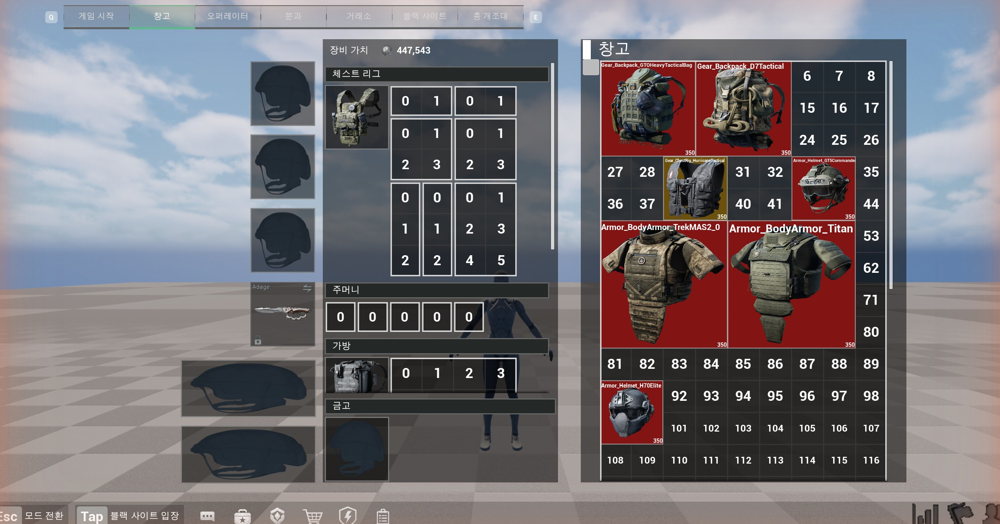 Q 게임 시작 창고 오퍼레이터 분과 거래소 블랙 사이트 총 개조대 E
장비 가치 447,543
체스트 리그
0 1 0 1
0 1 0 1
2 3 2 3
0 0 0 1
1 1 2 3
2 2 4 5
주머니
0 0 0 0 0
가방
0 1 2 3
금고
Adage
창고
Gear_Backpack_GTOHeavyTacticalBag Gear_Backpack_D7Tactical
6 7 8
15 16 17
24 25 26
350 350
Gear_ChestRig_HurricaneTactical Armor_Helmet_GT5Commander
27 28 31 32 35
36 37 40 41 44
350 350
Armor_BodyArmor_TrekMAS2_0 Armor_BodyArmor_Titan
53
62
71
80
350 350
81 82 83 84 85 86 87 88 89
Armor_Helmet_H70Elite
92 93 94 95 96 97 98
101 102 103 104 105 106 107
350
108 109 110 111 112 113 114 115 116
Esc 모드 전환 Tap 블랙 사이트 입장